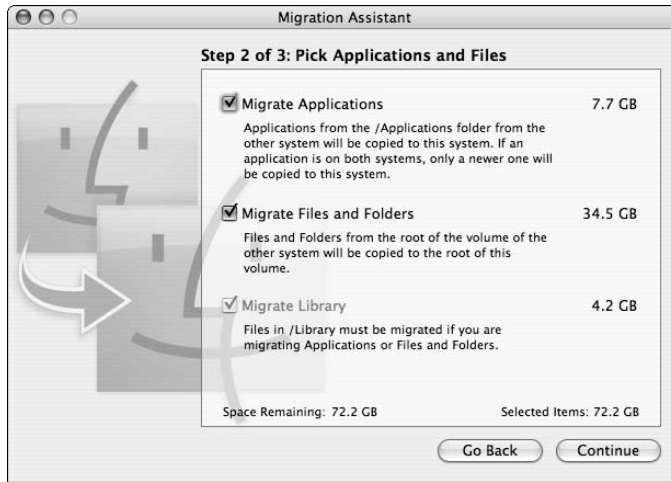 Migration Assistant
Step 2 of 3: Pick Applications and Files
Migrate Applications 7.7 GB
Applications from the /Applications folder from the
other system will be copied to this system. If an
application is on both systems, only a newer one will
be copied to this system.
Migrate Files and Folders 34.5 GB
Files and Folders from the root of the volume of the
other system will be copied to the root of this
volume.
Migrate Library 4.2 GB
Files in /Library must be migrated if you are
migrating Applications or Files and Folders.
Space Remaining: 72.2 GB Selected Items: 72.2 GB
Go Back Continue